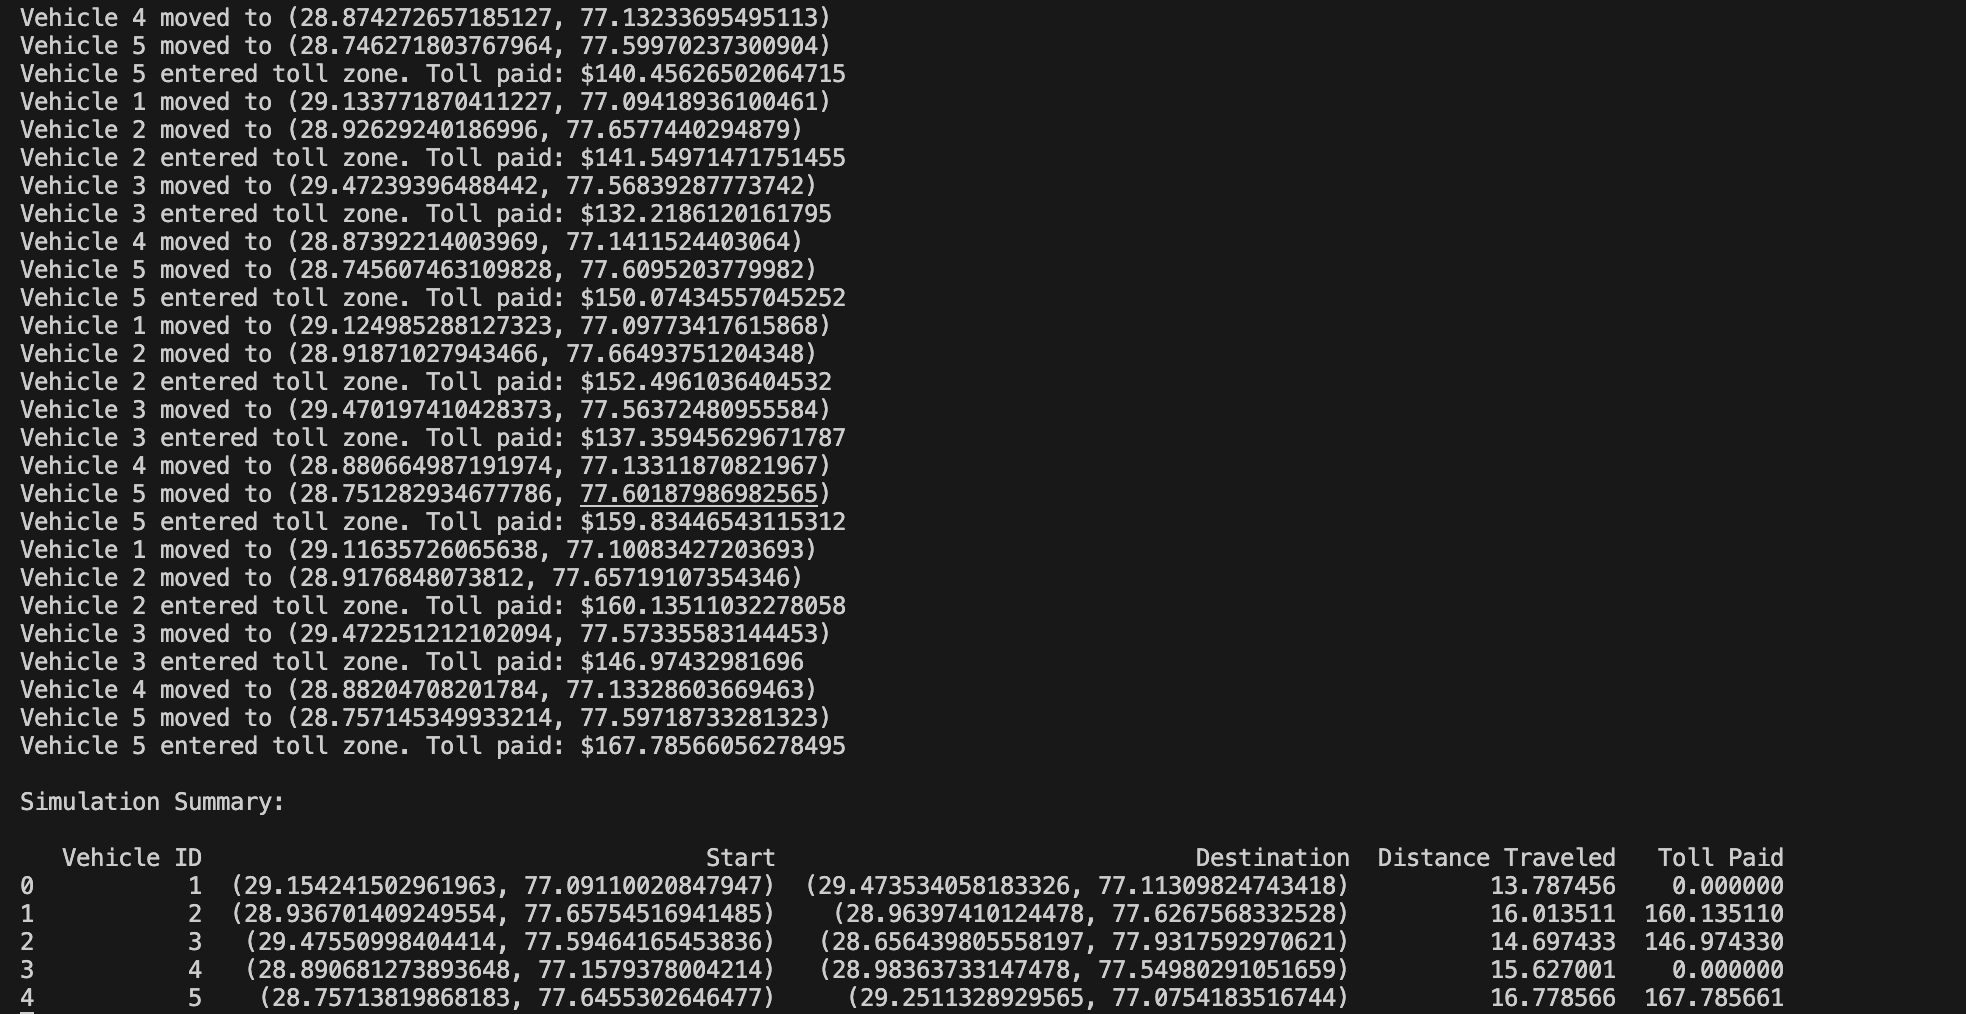 Vehicle 4 moved to (28.874272657185127, 77.13233695495113)
Vehicle 5 moved to (28.746271803767964, 77.59970237300904)
Vehicle 5 entered toll zone. Toll paid: $140.45626502064715
Vehicle 1 moved to (29.133771870411227, 77.09418936100461)
Vehicle 2 moved to (28.92629240186996, 77.6577440294879)
Vehicle 2 entered toll zone. Toll paid: $141.54971471751455
Vehicle 3 moved to (29.47239396488442, 77.56839287773742)
Vehicle 3 entered toll zone. Toll paid: $132.2186120161795
Vehicle 4 moved to (28.87392214003969, 77.1411524403064)
Vehicle 5 moved to (28.745607463109828, 77.6095203779982)
Vehicle 5 entered toll zone. Toll paid: $150.07434557045252
Vehicle 1 moved to (29.124985288127323, 77.09773417615868)
Vehicle 2 moved to (28.91871027943466, 77.66493751204348)
Vehicle 2 entered toll zone. Toll paid: $152.4961036404532
Vehicle 3 moved to (29.470197410428373, 77.56372480955584)
Vehicle 3 entered toll zone. Toll paid: $137.35945629671787
Vehicle 4 moved to (28.880664987191974, 77.13311870821967)
Vehicle 5 moved to (28.751282934677786, 77.60187986982565)
Vehicle 5 entered toll zone. Toll paid: $159.83446543115312
Vehicle 1 moved to (29.11635726065638, 77.10083427203693)
Vehicle 2 moved to (28.9176848073812, 77.65719107354346)
Vehicle 2 entered toll zone. Toll paid: $160.13511032278058
Vehicle 3 moved to (29.472251212102094, 77.57335583144453)
Vehicle 3 entered toll zone. Toll paid: $146.97432981696
Vehicle 4 moved to (28.88204708201784, 77.13328603669463)
Vehicle 5 moved to (28.757145349933214, 77.59718733281323)
Vehicle 5 entered toll zone. Toll paid: $167.78566056278495
Simulation Summary:
Vehicle ID Start Destination Distance Traveled Toll Paid
0 1 (29.154241502961963, 77.09110020847947) (29.473534058183326, 77.11309824743418) 13.787456 0.000000
1 2 (28.936701409249554, 77.65754516941485) (28.96397410124478, 77.6267568332528) 16.013511 160.135110
2 3 (29.47550998404414, 77.59464165453836) (28.656439805558197, 77.9317592970621) 14.697433 146.974330
3 4 (28.890681273893648, 77.1579378004214) (28.98363733147478, 77.54980291051659) 15.627001 0.000000
4 5 (28.75713819868183, 77.6455302646477) (29.2511328929565, 77.0754183516744) 16.778566 167.785661